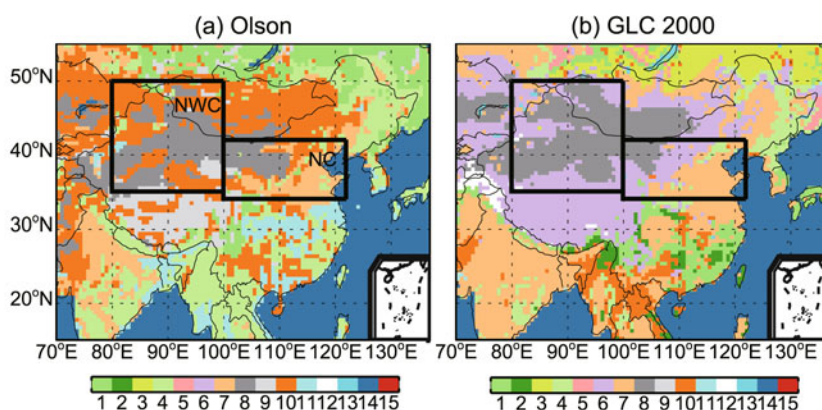 (a) Olson
(b) GLC 2000
50°N
40°N
30°N
20°N
NWC
NC
70°E 80°E 90°E 100°E 110°E 120°E 130°E
70°E 80°E 90°E 100°E 110°E 120°E 130°E
1 2 3 4 5 6 7 8 9 10 11 12 13 14 15
1 2 3 4 5 6 7 8 9 10 11 12 13 14 15